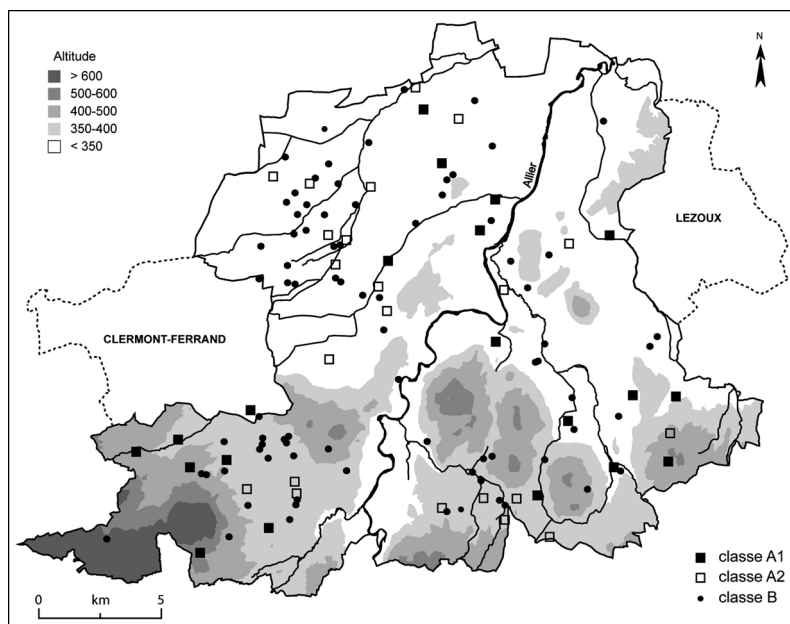 Altitude
> 600
500-600
400-500
350-400
< 350
N
Allier
LEZOUX
CLERMONT-FERRAND
classe A1
classe A2
classe B
0 km 5